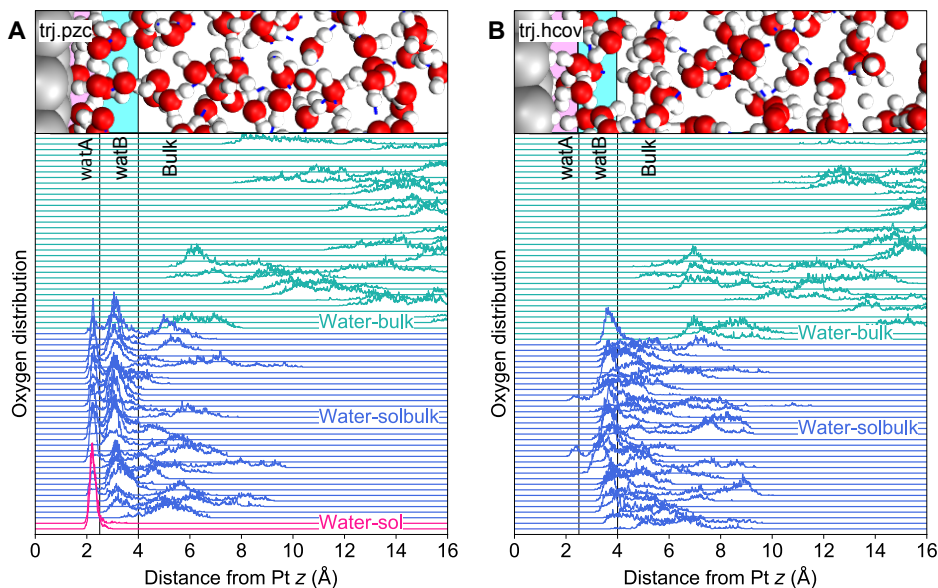 A
trj.pzc
watA
watB
Bulk
Oxygen distribution
Water-bulk
Water-solbulk
Water-sol
0 2 4 6 8 10 12 14 16
Distance from Pt z (Å)
B
trj.hcov
watA
watB
Bulk
Oxygen distribution
Water-bulk
Water-solbulk
0 2 4 6 8 10 12 14 16
Distance from Pt z (Å)